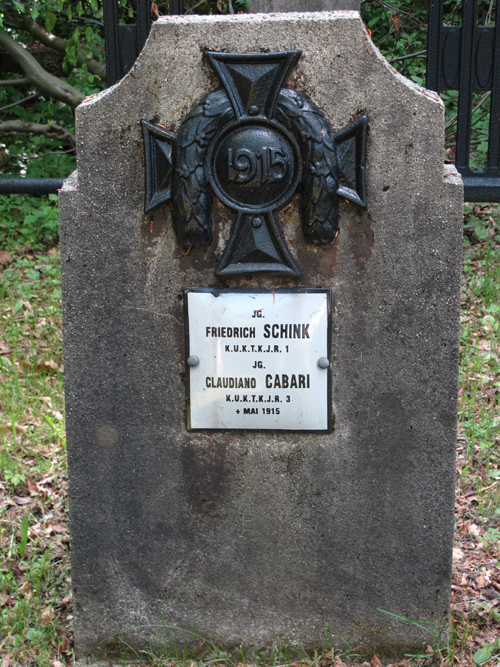 1915
JG.
FRIEDRICH SCHINK
K.U.K.T.K.J.R. 1
JG.
CLAUDIANO CABARI
K.U.K.T.K.J.R. 3
+ MAI 1915